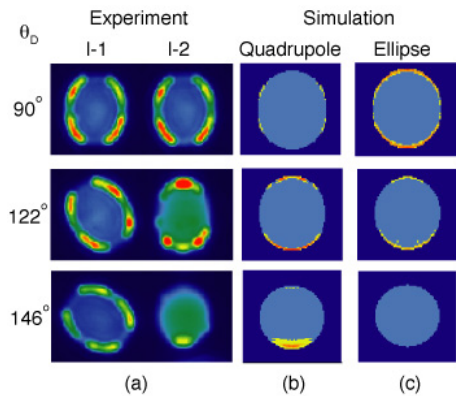 Experiment Simulation
θD I-1 I-2 Quadrupole Ellipse
90°
122°
146°
(a) (b) (c)